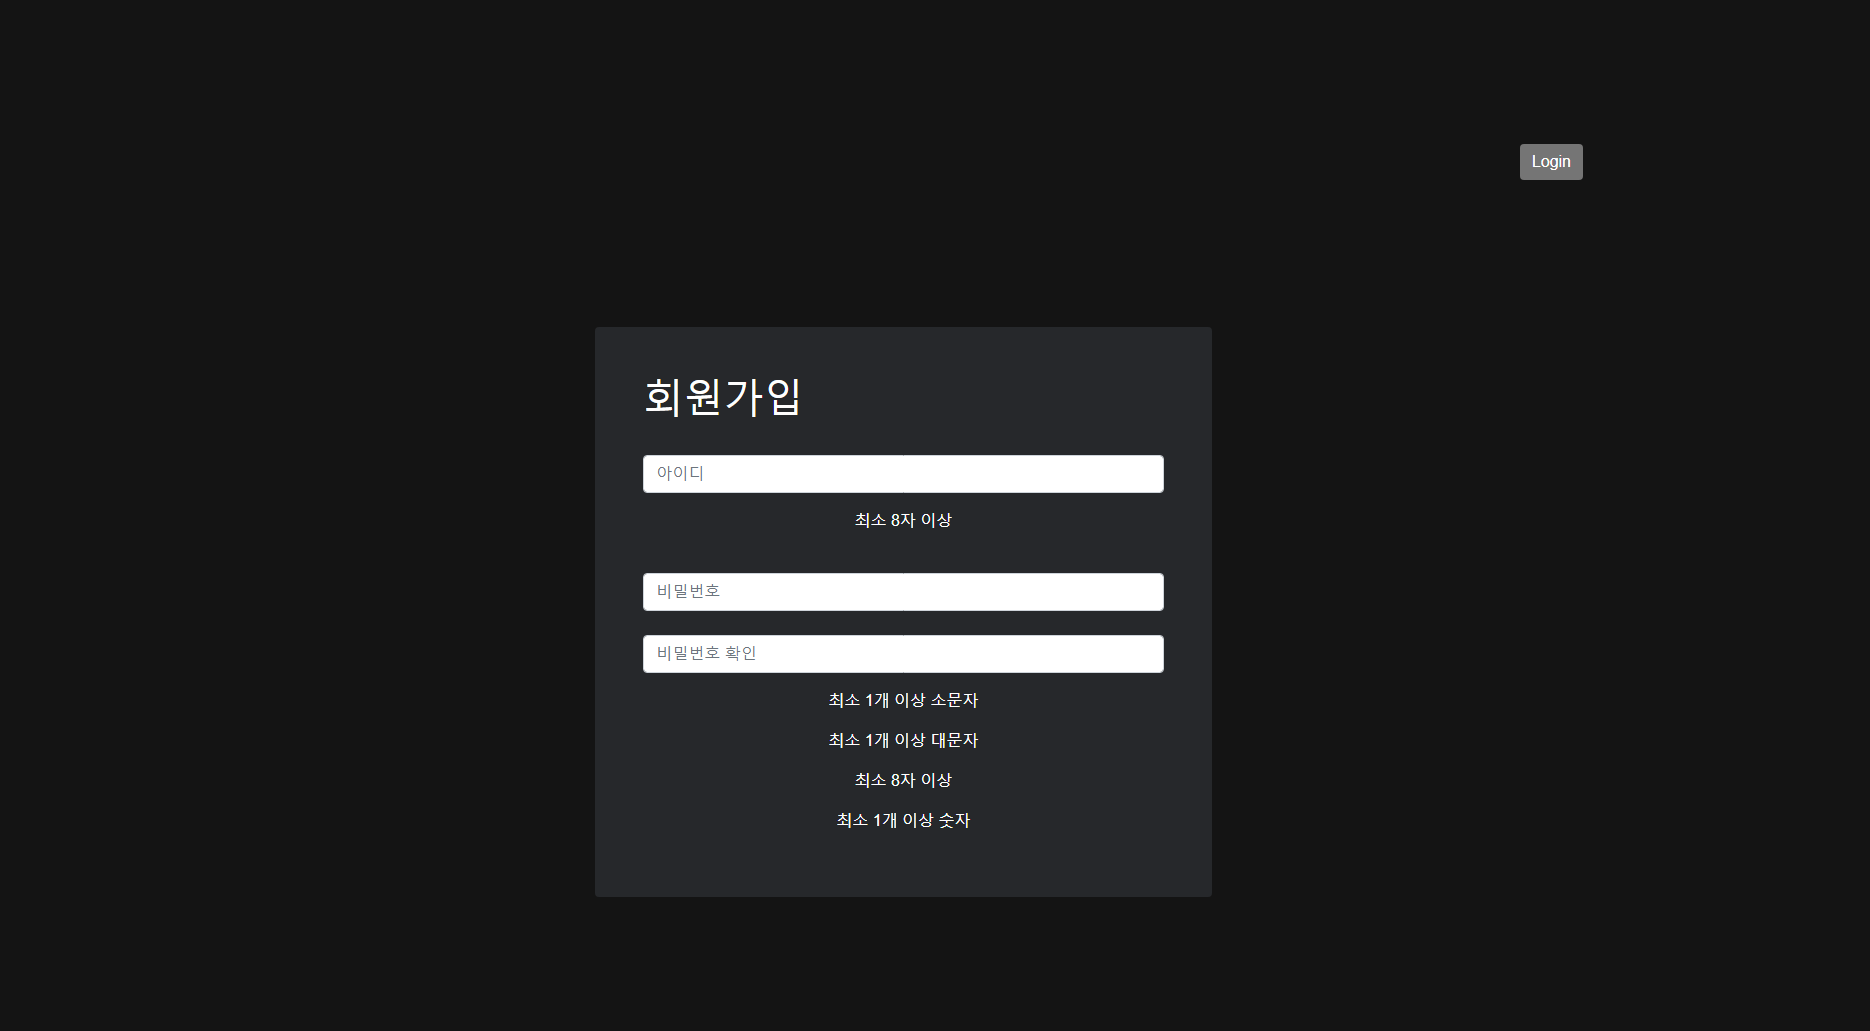 Login
회원가입
아이디
최소 8자 이상
비밀번호
비밀번호 확인
최소 1개 이상 소문자
최소 1개 이상 대문자
최소 8자 이상
최소 1개 이상 숫자